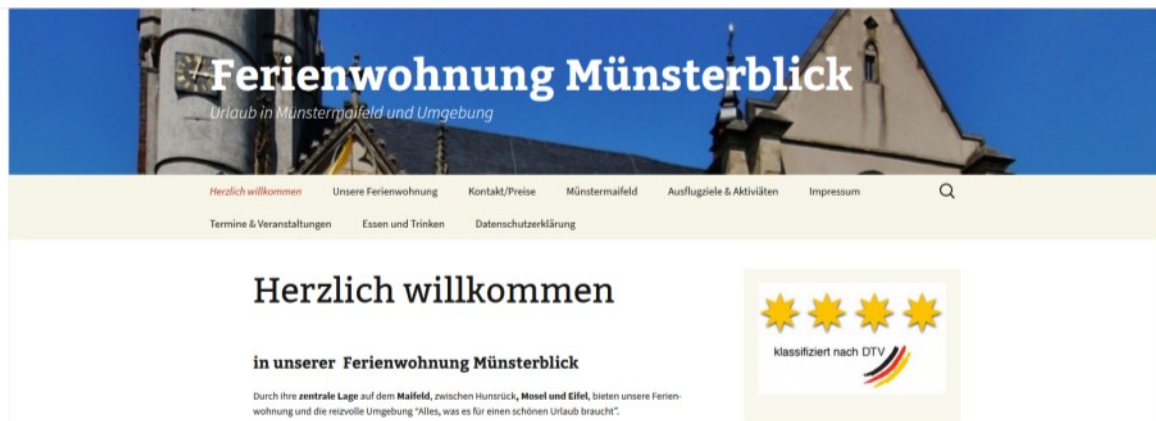 Ferienwohnung Münsterblick
Urlaub in Münstermaifeld und Umgebung
Herzlich willkommen Unsere Ferienwohnung Kontakt/Preise Münstermaifeld Ausflugziele & Aktiviäten Impressum
Termine & Veranstaltungen Essen und Trinken Datenschutzerklärung
Herzlich willkommen
in unserer Ferienwohnung Münsterblick
Durch ihre zentrale Lage auf dem Maifeld, zwischen Hunsrück, Mosel und Eifel, bieten unsere Ferien-
wohnung und die reizvolle Umgebung “Alles, was es für einen schönen Urlaub braucht”.
klassifiziert nach DTV